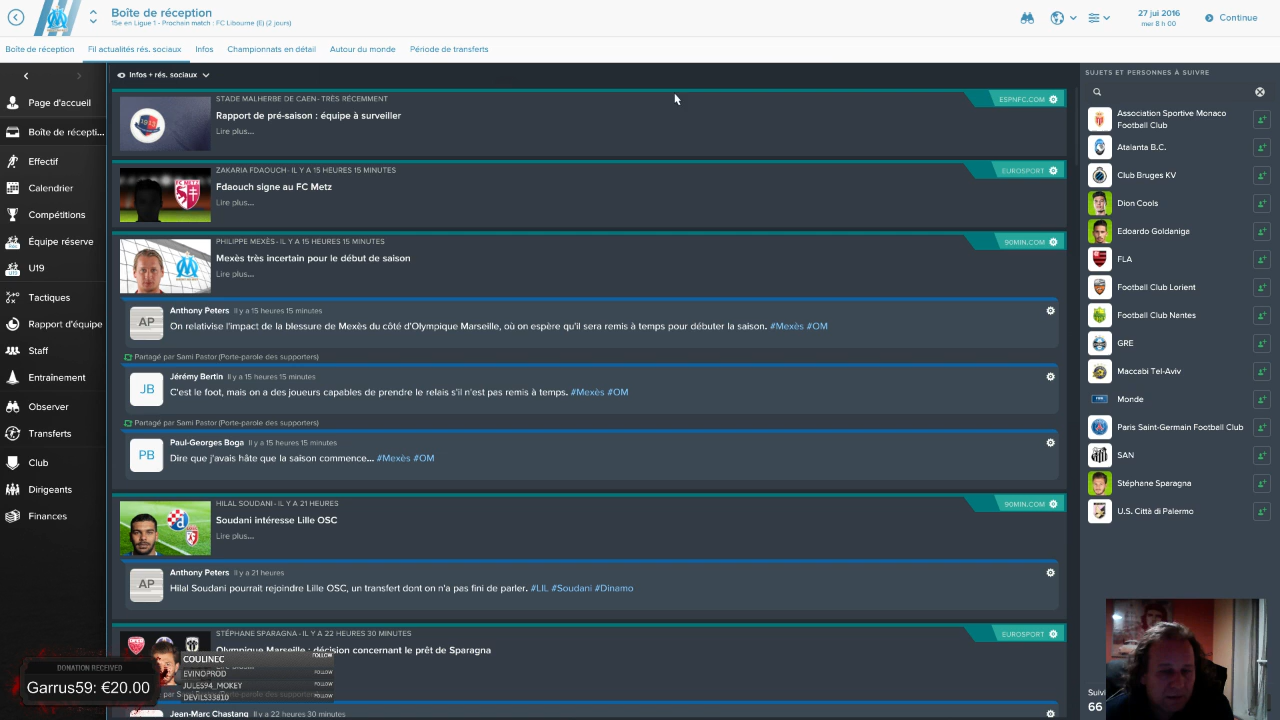 Boîte de réception
15e en Ligue 1 - Prochain match : FC Libourne (E) (2 jours)
27 jui 2016
mer 8 h 00
Continue
Boîte de réception
Fil actualités rés. sociaux
Infos
Championnats en détail
Autour du monde
Période de transferts
Page d'accueil
Boîte de récepti...
Effectif
Calendrier
Compétitions
Équipe réserve
U19
Tactiques
Rapport d'équipe
Staff
Entraînement
Observer
Transferts
Club
Dirigeants
Finances
Infos + rés. sociaux
STADE MALHERBE DE CAEN - TRÈS RÉCEMMENT
ESPNFC.COM
Rapport de pré-saison : équipe à surveiller
Lire plus...
ZAKARIA FDAOUCH - IL Y A 15 HEURES 15 MINUTES
EUROSPORT
Fdaouch signe au FC Metz
Lire plus...
PHILIPPE MEXÈS - IL Y A 15 HEURES 15 MINUTES
90MIN.COM
Mexès très incertain pour le début de saison
Lire plus...
AP
Anthony Peters Il y a 15 heures 15 minutes
On relativise l'impact de la blessure de Mexès du côté d'Olympique Marseille, où on espère qu'il sera remis à temps pour débuter la saison. #Mexès #OM
Partagé par Sami Pastor (Porte-parole des supporters)
JB
Jérémy Bertin Il y a 15 heures 15 minutes
C'est le foot, mais on a des joueurs capables de prendre le relais s'il n'est pas remis à temps. #Mexès #OM
Partagé par Sami Pastor (Porte-parole des supporters)
PB
Paul-Georges Boga Il y a 15 heures 15 minutes
Dire que j'avais hâte que la saison commence... #Mexès #OM
HILAL SOUDANI - IL Y A 21 HEURES
90MIN.COM
Soudani intéresse Lille OSC
Lire plus...
AP
Anthony Peters Il y a 21 heures
Hilal Soudani pourrait rejoindre Lille OSC, un transfert dont on n'a pas fini de parler. #LIL #Soudani #Dinamo
STÉPHANE SPARAGNA - IL Y A 22 HEURES 30 MINUTES
EUROSPORT
Olympique Marseille : décision concernant le prêt de Sparagna
Jean-Marc Chastang Il y a 22 heures 30 minutes
SUJETS ET PERSONNES À SUIVRE
Association Sportive Monaco
Football Club
Atalanta B.C.
Club Bruges KV
Dion Cools
Edoardo Goldaniga
FLA
Football Club Lorient
Football Club Nantes
GRE
Maccabi Tel-Aviv
Monde
Paris Saint-Germain Football Club
SAN
Stéphane Sparagna
U.S. Città di Palermo
Suivi
66
DONATION RECEIVED
Garrus59: €20.00
COULINEC FOLLOW
EVINOPROD FOLLOW
JULES94_MOKEY FOLLOW
DEVILS33810 FOLLOW